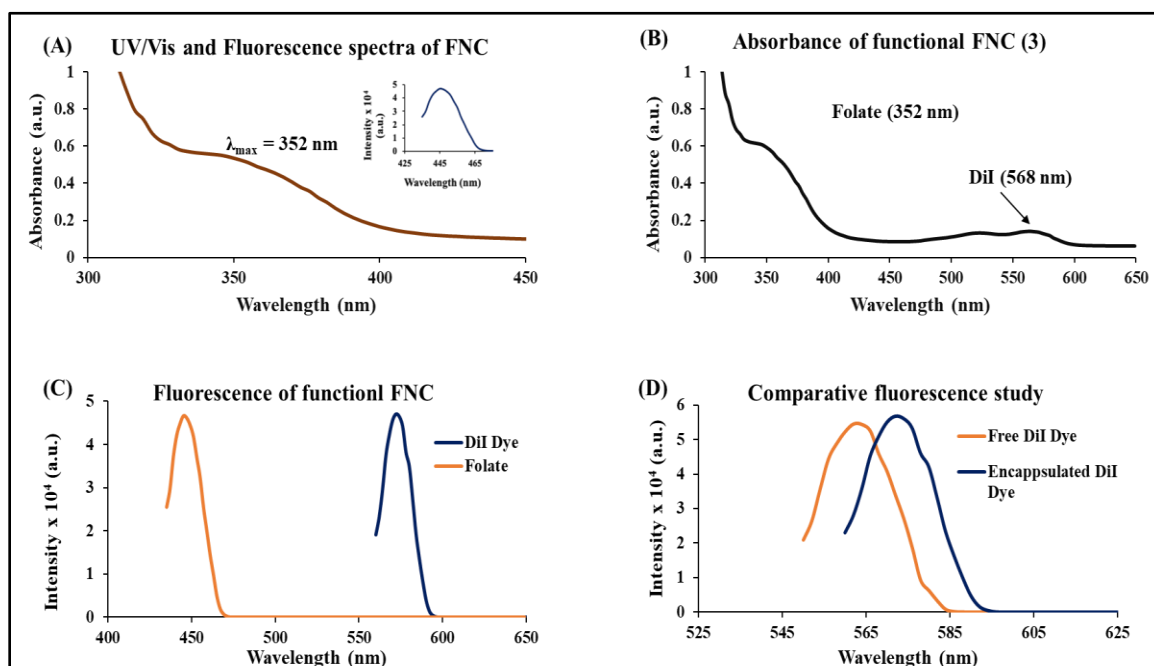 (A)
UV/Vis and Fluorescence spectra of FNC
Absorbance (a.u.)
1
0.8
0.6
0.4
0.2
0
λmax = 352 nm
300
350
400
450
Wavelength (nm)
Intensity x 10⁴
(a.u.)
5
4
3
2
1
0
425
445
465
Wavelength (nm)
(B)
Absorbance of functional FNC (3)
Absorbance (a.u.)
1
0.8
0.6
0.4
0.2
0
Folate (352 nm)
DiI (568 nm)
300
350
400
450
500
550
600
650
Wavelength (nm)
(C)
Fluorescence of functionl FNC
Intensity x 10⁴ (a.u.)
5
4
3
2
1
0
DiI Dye
Folate
400
450
500
550
600
650
Wavelength (nm)
(D)
Comparative fluorescence study
Intensity x 10⁴ (a.u.)
6
5
4
3
2
1
0
Free DiI Dye
Encappsulated DiI
Dye
525
545
565
585
605
625
Wavelength (nm)